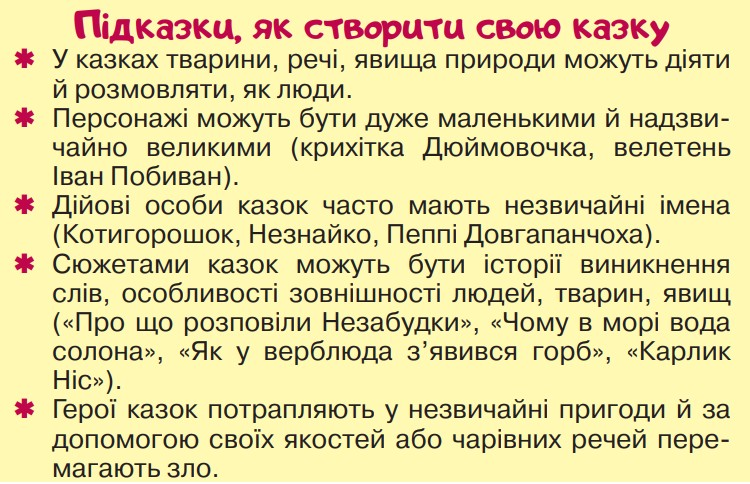 Підказки, як створити свою казку
✱ У казках тварини, речі, явища природи можуть діяти
й розмовляти, як люди.
✱ Персонажі можуть бути дуже маленькими й надзви-
чайно великими (крихітка Дюймовочка, велетень
Іван Побиван).
✱ Дійові особи казок часто мають незвичайні імена
(Котигорошок, Незнайко, Пеппі Довгапанчоха).
✱ Сюжетами казок можуть бути історії виникнення
слів, особливості зовнішності людей, тварин, явищ
(«Про що розповіли Незабудки», «Чому в морі вода
солона», «Як у верблюда з’явився горб», «Карлик
Ніс»).
✱ Герої казок потрапляють у незвичайні пригоди й за
допомогою своїх якостей або чарівних речей пере-
магають зло.